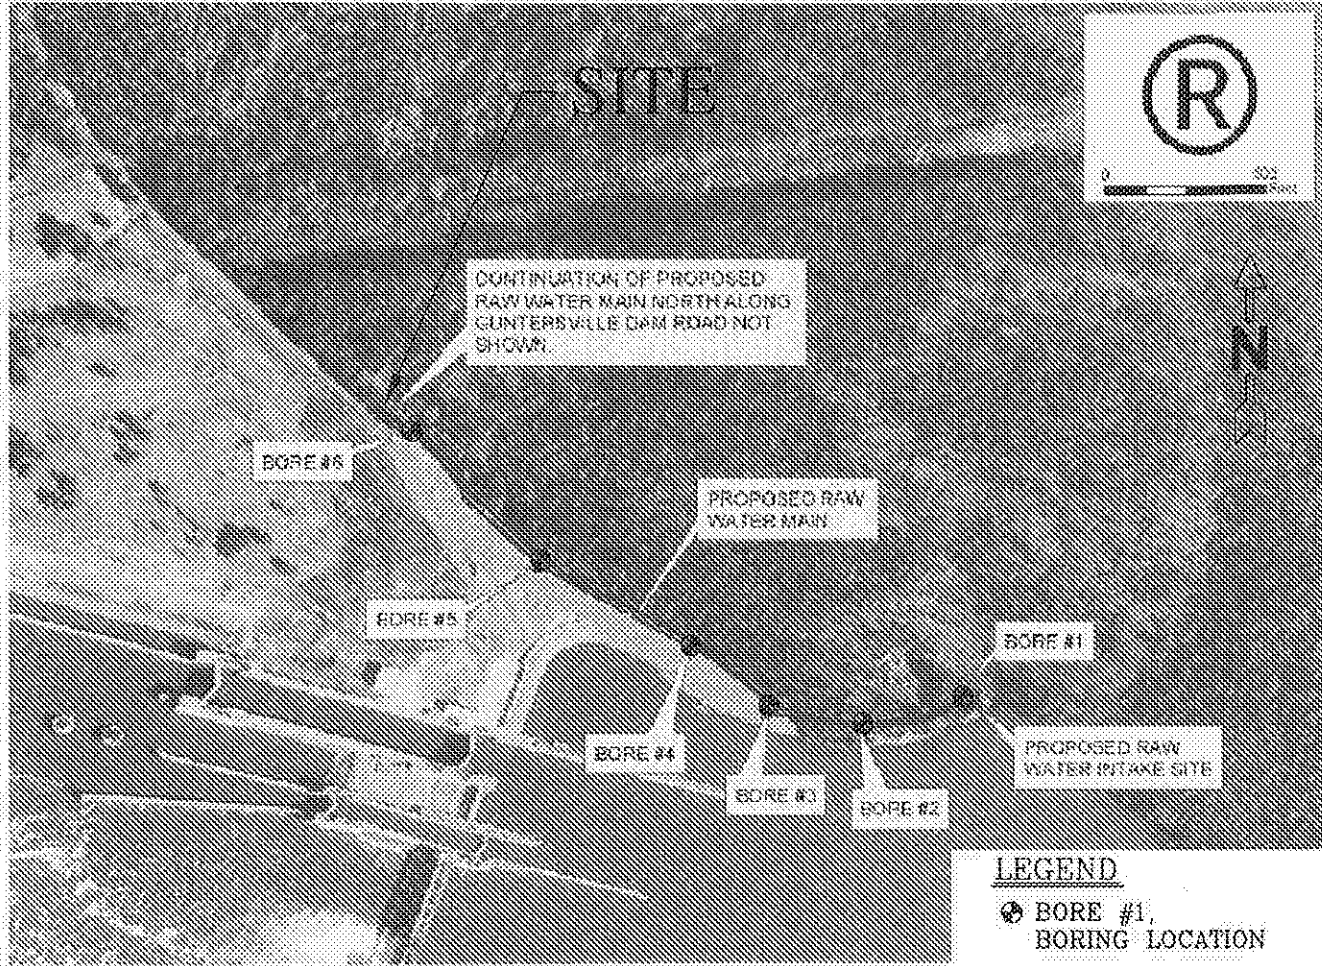 SITE
R
0
Feet
CONTINUATION OF PROPOSED
RAW WATER MAIN NORTH ALONG
GUNTERSVILLE DAM ROAD NOT
SHOWN.
N
BORE #6
PROPOSED RAW
WATER MAIN
BORE #5
BORE #1
BORE #4
PROPOSED RAW
WATER INTAKE SITE
BORE #3
BORE #2
LEGEND
BORE #1,
BORING LOCATION